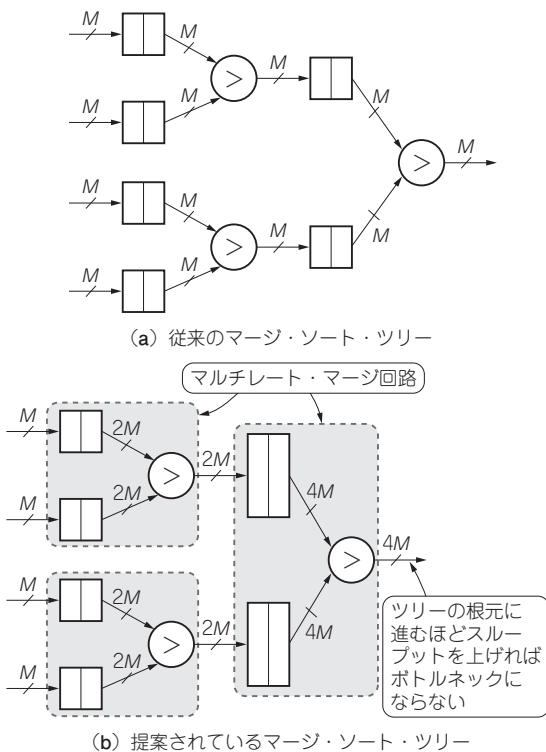 M
M
M
M
M
M
M
M
M
M
M
M
M
>
>
>
(a) 従来のマージ・ソート・ツリー
マルチレート・マージ回路
M
2M
2M
M
2M
4M
M
2M
2M
M
2M
4M
4M
>
>
>
ツリーの根元に
進むほどスルー
プットを上げれば
ボトルネックに
ならない
(b) 提案されているマージ・ソート・ツリー